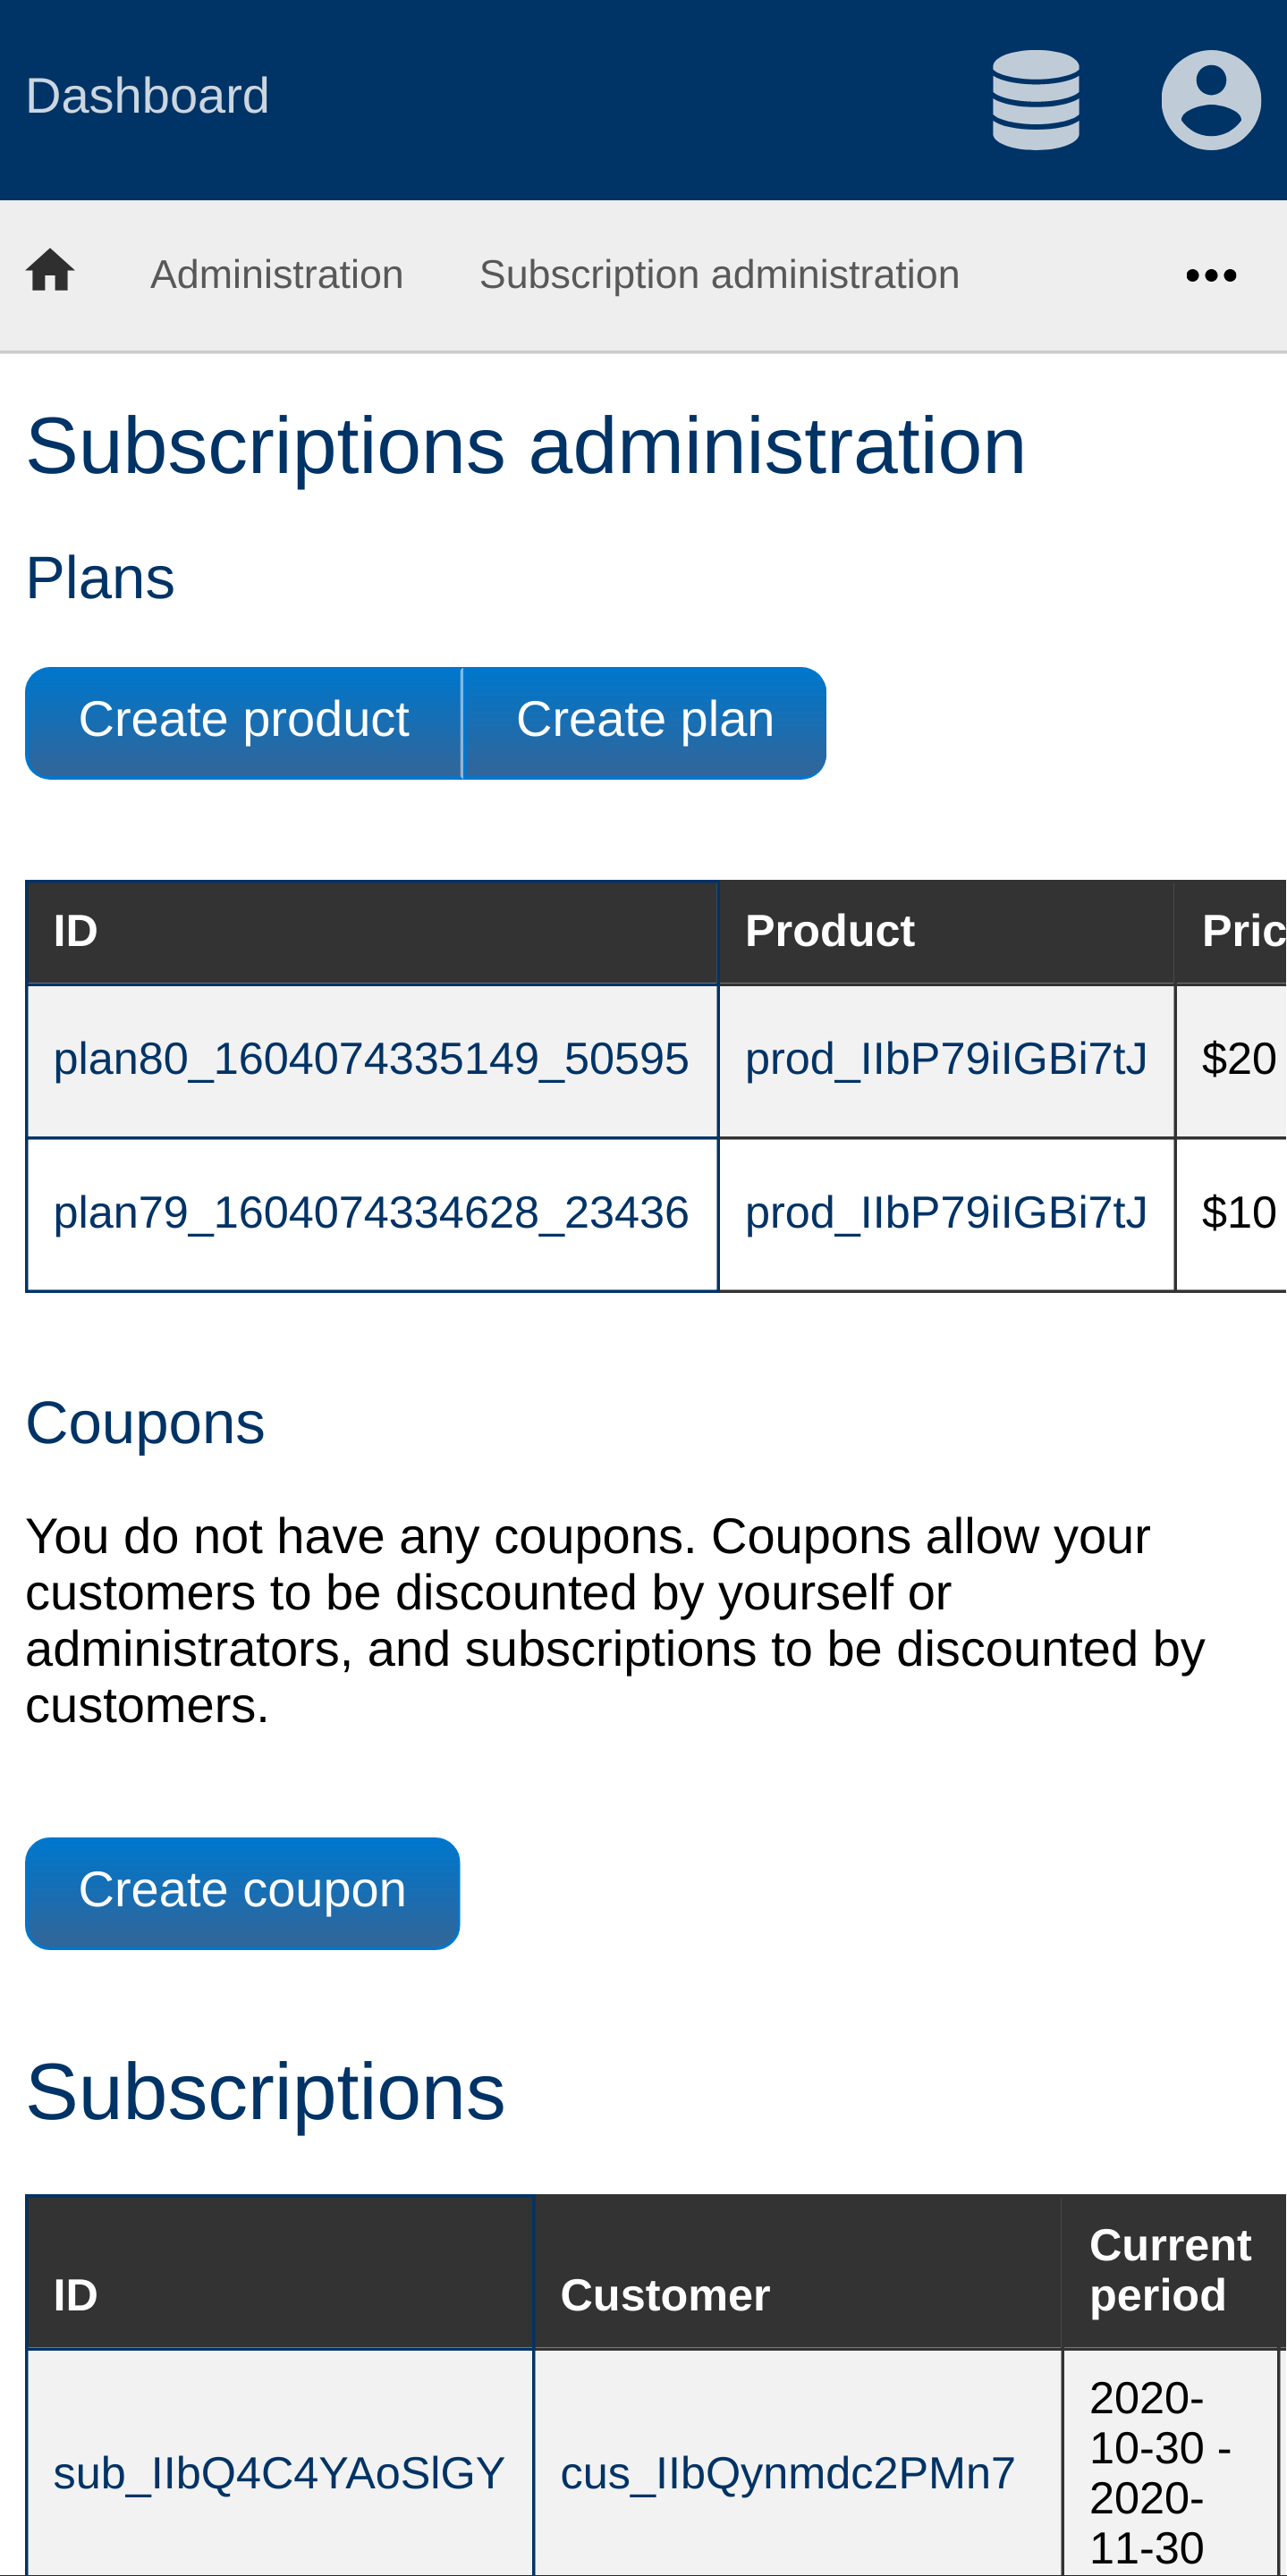 Dashboard
Administration Subscription administration •••
Subscriptions administration
Plans
Create product Create plan
ID Product
plan80_1604074335149_50595 prod_IIbP79iIGBi7tJ $20
plan79_1604074334628_23436 prod_IIbP79iIGBi7tJ $10
Coupons
You do not have any coupons. Coupons allow your
customers to be discounted by yourself or
administrators, and subscriptions to be discounted by
customers.
Create coupon
Subscriptions
ID Customer Current period
sub_IIbQ4C4YAoSlGY cus_IIbQynmdc2PMn7 2020-
10-30 -
2020-
11-30